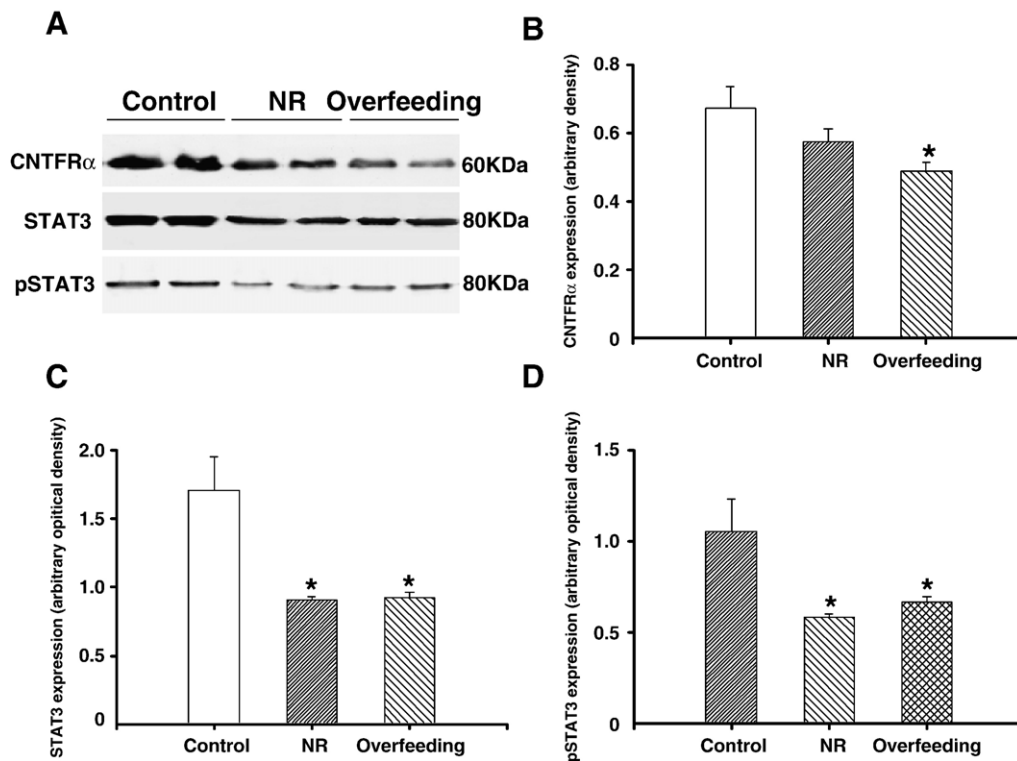 A
Control NR Overfeeding
CNTFRα 60KDa
STAT3 80KDa
pSTAT3 80KDa
B
CNTFRα expression (arbitrary density)
0.8
0.6
0.4
0.2
0
*
Control NR Overfeeding
C
STAT3 expression (arbitrary opitical density)
2.0
1.5
1.0
0.5
0
* *
Control NR Overfeeding
D
pSTAT3 expression (arbitrary opitical density)
1.5
1.0
0.5
0
* *
Control NR Overfeeding